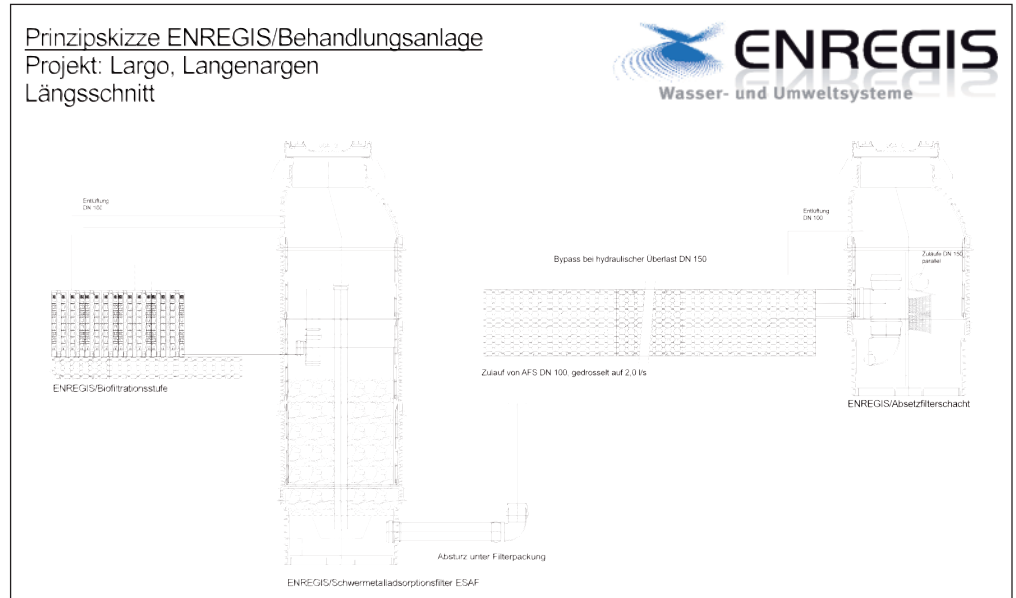 Prinzipskizze ENREGIS/Behandlungsanlage
Projekt: Largo, Langenargen
Längsschnitt
ENREGIS
Wasser- und Umweltsysteme
Entlüftung
DN 100
Entlüftung
DN 100
Zuläufe DN 150
parallel
Bypass bei hydraulischer Überlast DN 150
Zulauf von AFS DN 100, gedrosselt auf 2,0 l/s
ENREGIS/Biofiltrationsstufe
ENREGIS/Absetzfilterschacht
Absturz unter Filterpackung
ENREGIS/Schwermetalladsorptionsfilter ESAF